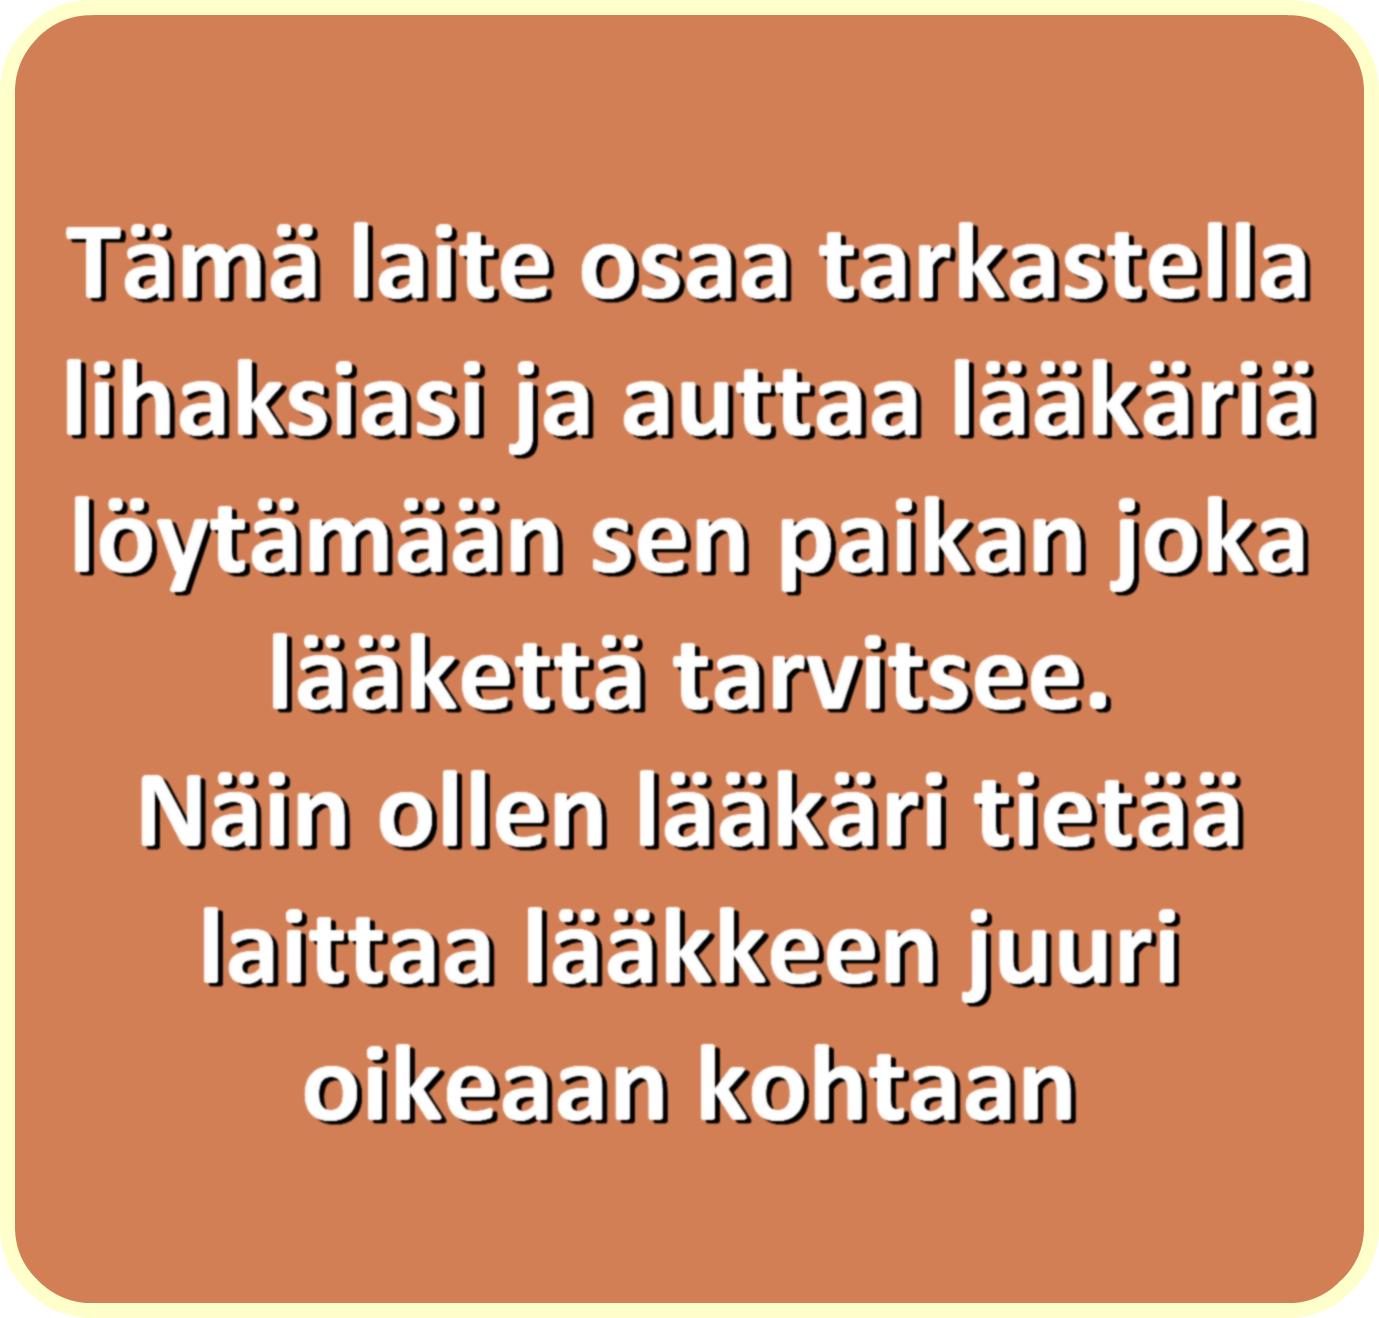 Tämä laite osaa tarkastella
lihaksiasi ja auttaa lääkäriä
löytämään sen paikan joka
lääkettä tarvitsee.
Näin ollen lääkäri tietää
laittaa lääkkeen juuri
oikeaan kohtaan